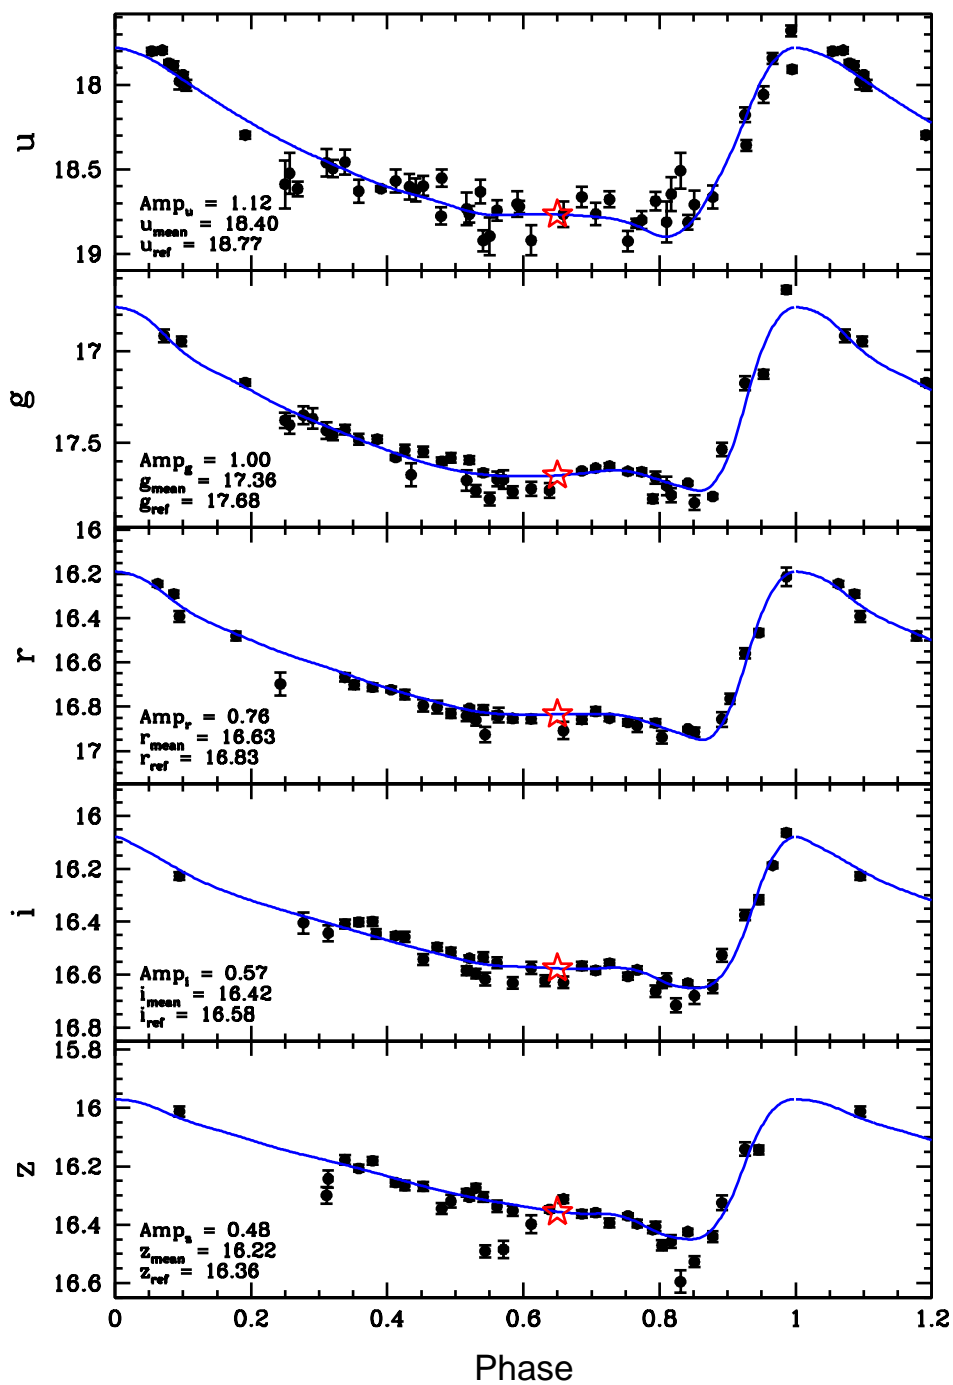 18
18.5
19
u
Amp_u = 1.12
u_mean = 18.40
u_ref = 18.77
17
17.5
g
Amp_g = 1.00
g_mean = 17.36
g_ref = 17.68
16
16.2
16.4
16.6
16.8
17
r
Amp_r = 0.76
r_mean = 16.63
r_ref = 16.83
16
16.2
16.4
16.6
16.8
i
Amp_i = 0.57
i_mean = 16.42
i_ref = 16.58
15.8
16
16.2
16.4
16.6
z
Amp_z = 0.48
z_mean = 16.22
z_ref = 16.36
0 0.2 0.4 0.6 0.8 1 1.2
Phase